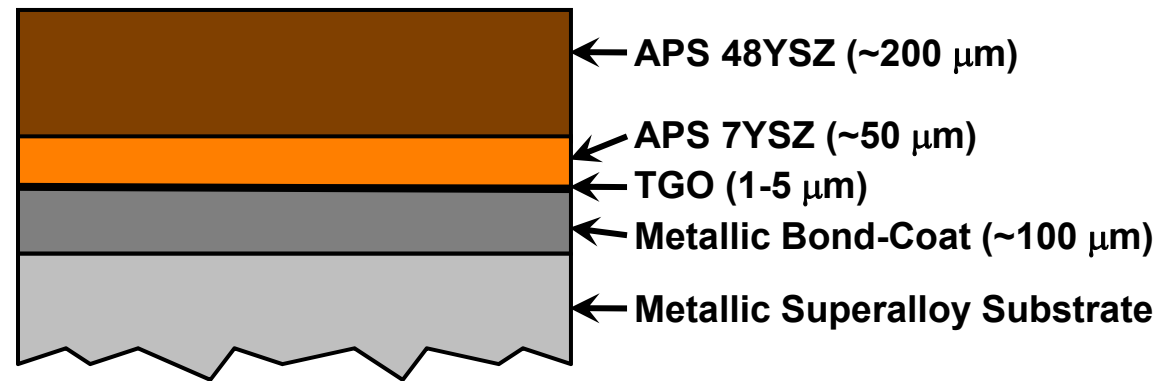 APS 48YSZ (~200 μm)
APS 7YSZ (~50 μm)
TGO (1-5 μm)
Metallic Bond-Coat (~100 μm)
Metallic Superalloy Substrate